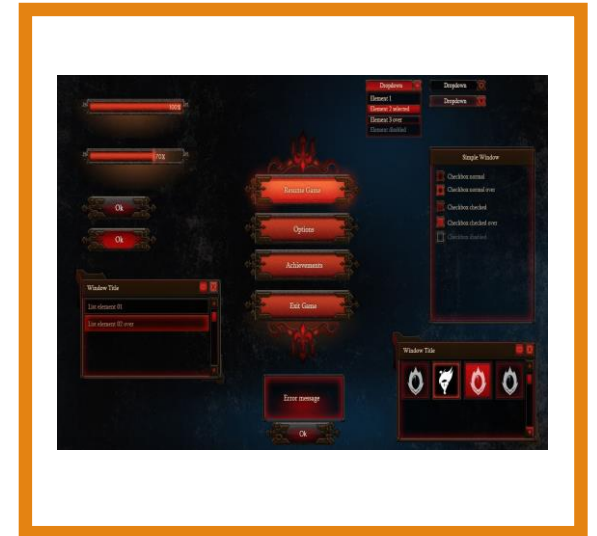 100%
70%
Ok
Ok
Window Title
List element 01
List element 02 over
Resume Game
Options
Achievements
Exit Game
Error message
Ok
Dropdown
Element 1
Element 2 selected
Element 3 over
Element disabled
Dropdown
Dropdown
Simple Window
Checkbox normal
Checkbox normal over
Checkbox checked
Checkbox checked over
Checkbox disabled
Window Title